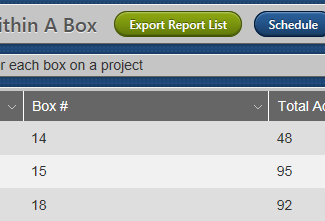 ithin A Box Export Report List Schedule
r each box on a project
Box # Total Ac
14 48
15 95
18 92